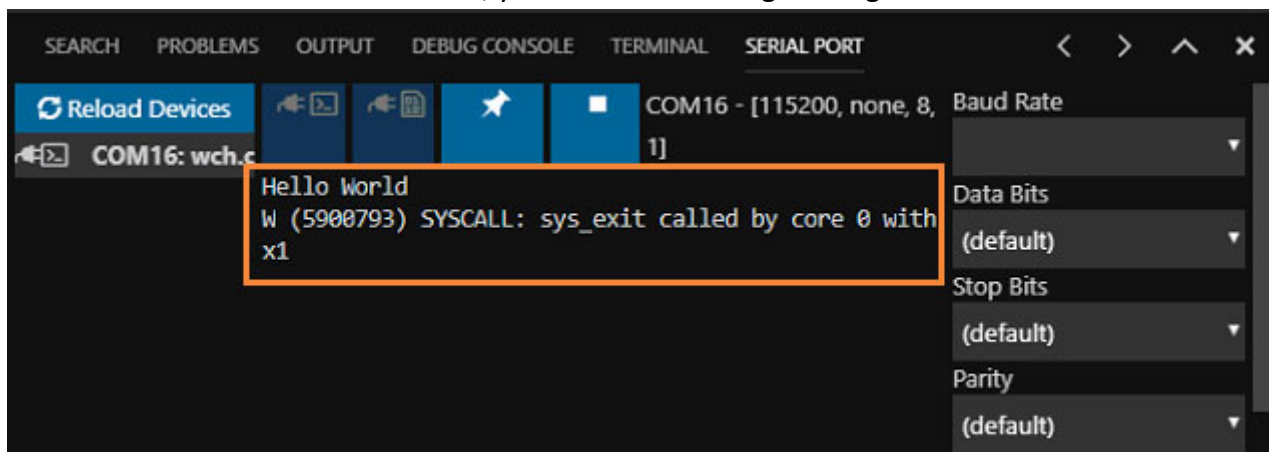 SEARCH PROBLEMS OUTPUT DEBUG CONSOLE TERMINAL SERIAL PORT
Reload Devices
COM16 - [115200, none, 8,
1]
COM16: wch.c
Hello World
W (5900793) SYSCALL: sys_exit called by core 0 with
x1
Baud Rate
Data Bits
(default)
Stop Bits
(default)
Parity
(default)